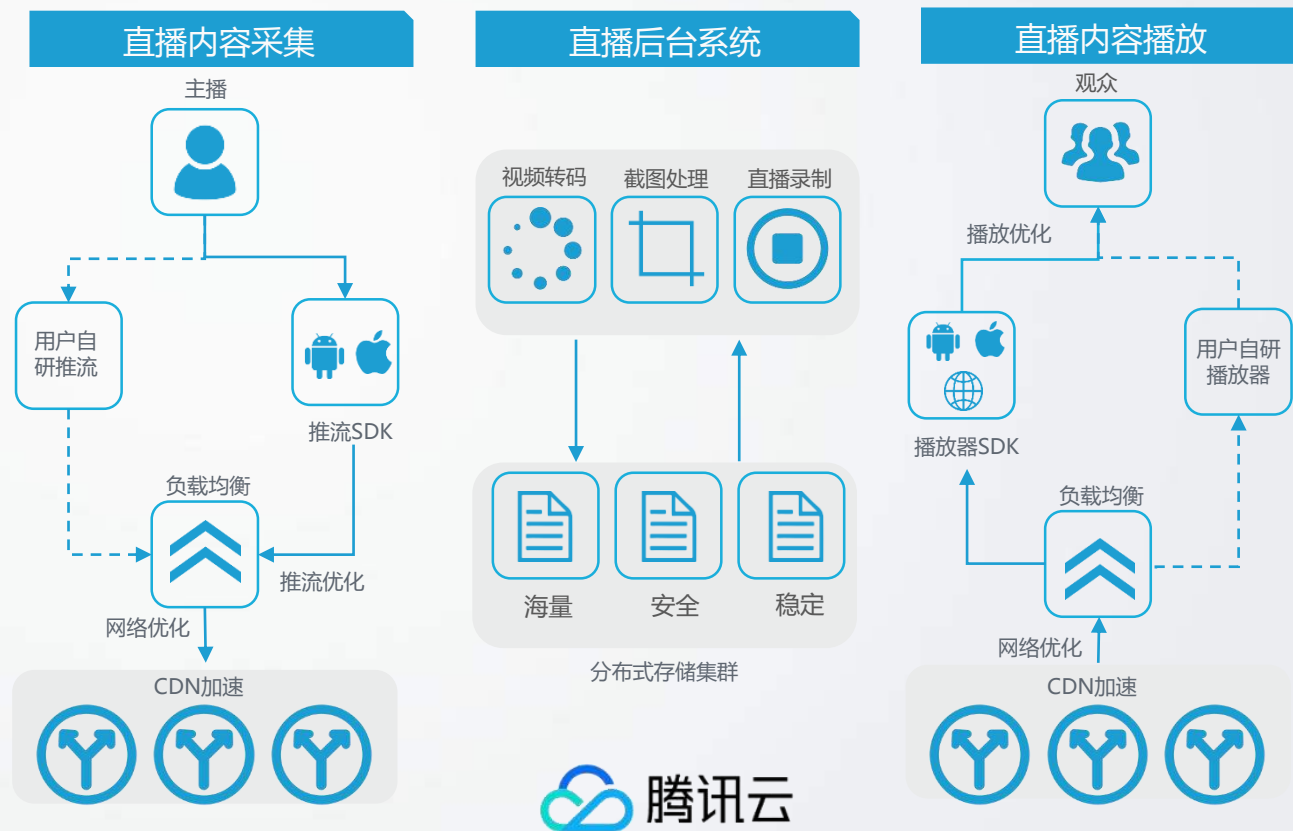 直播内容采集
主播
用户自
研推流
推流SDK
负载均衡
推流优化
网络优化
CDN加速
直播后台系统
视频转码
截图处理
直播录制
海量
安全
稳定
分布式存储集群
腾讯云
直播内容播放
观众
播放优化
用户自研
播放器
播放器SDK
负载均衡
网络优化
CDN加速